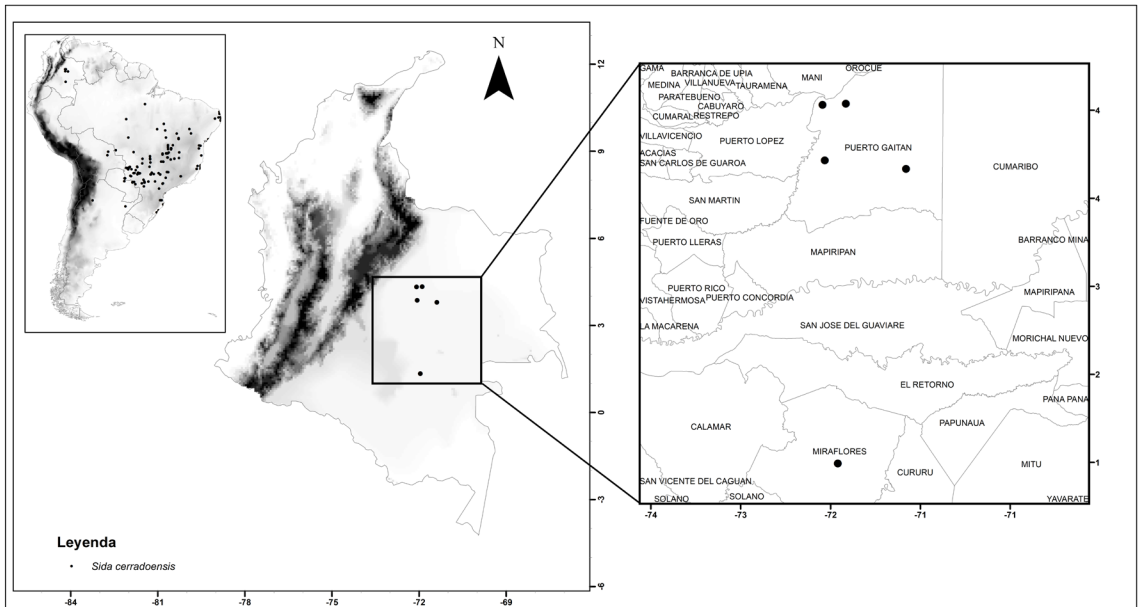 N
12
9
6
3
0
-3
-6
-84
-81
-78
-75
-72
-69
Leyenda
Sida cerradoensis
GAMA
BARRANCA DE UPIA
MANI
OROCUE
MEDINA
VILLANUEVA
TAURAMENA
PARATEBUENO
CABUYARO
CUMARAL
RESTREPO
VILLAVICENCIO
PUERTO LOPEZ
PUERTO GAITAN
ACACIAS
SAN CARLOS DE GUAROA
CUMARIBO
SAN MARTIN
FUENTE DE ORO
PUERTO LLERAS
MAPIRIPAN
BARRANCO MINA
PUERTO RICO
VISTAHERMOSA
PUERTO CONCORDIA
MAPIRIPANA
LA MACARENA
SAN JOSE DEL GUAVIARE
MORICHAL NUEVO
EL RETORNO
PANA PANA
CALAMAR
PAPUNAUA
MIRAFLORES
CURURU
MITU
SAN VICENTE DEL CAGUAN
SOLANO
SOLANO
YAVARATE
4
4
3
2
1
-74
-73
-72
-71
-71